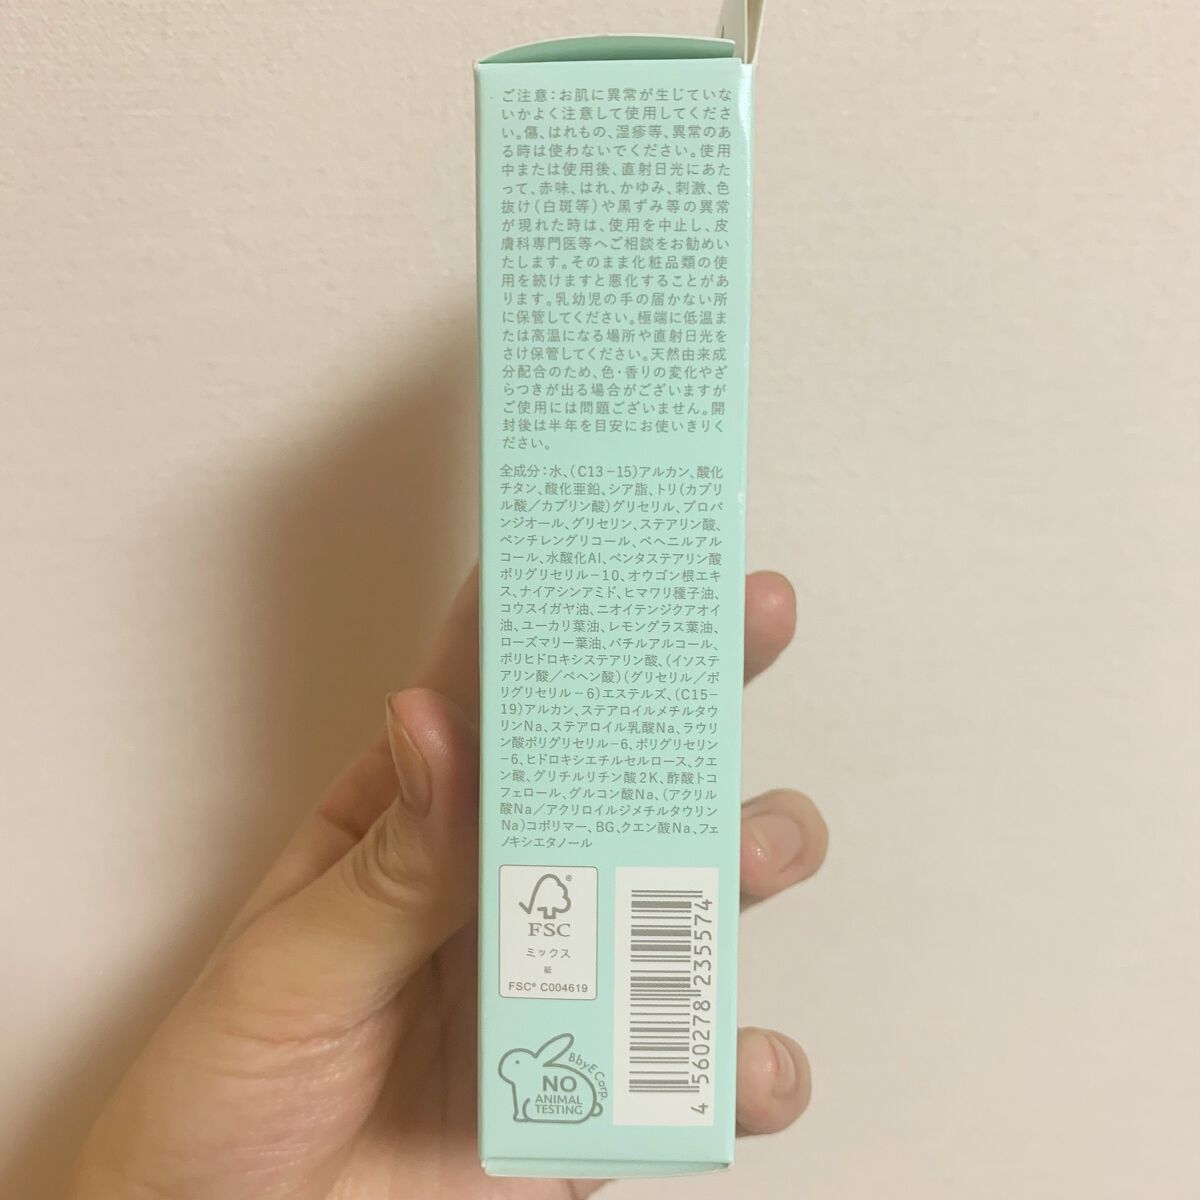 ご注意：お肌に異常が生じていな
いかよく注意して使用してくださ
い。傷、はれもの、湿疹等、異常のあ
る時は使わないでください。使用
中または使用後、直射日光にあた
って、赤味、はれ、かゆみ、刺激、色
抜け（白斑等）や黒ずみ等の異常
が現れた時は、使用を中止し、皮
膚科専門医等へご相談をお勧めい
たします。そのまま化粧品類の使
用を続けますと悪化することがあ
ります。乳幼児の手の届かない所
に保管してください。極端に低温ま
たは高温になる場所や直射日光を
さけ保管してください。天然由来成
分配合のため、色・香りの変化やざ
らつきが出る場合がございますが
ご使用には問題ございません。開
封後は半年を目安にお使いきりく
ださい。
全成分：水、（C13－15）アルカン、酸化
チタン、酸化亜鉛、シア脂、トリ（カプリ
ル酸／カプリン酸）グリセリル、プロパ
ンジオール、グリセリン、ステアリン酸、
ペンチレングリコール、ベヘニルアル
コール、水酸化Al、ペンタステアリン酸
ポリグリセリル－10、オウゴン根エキ
ス、ナイアシンアミド、ヒマワリ種子油、
コウスイガヤ油、ニオイテンジクアオイ
油、ユーカリ葉油、レモングラス葉油、
ローズマリー葉油、バチルアルコール、
ポリヒドロキシステアリン酸、（イソステ
アリン酸／ベヘン酸）（グリセリル／ポ
リグリセリル－6）エステルズ、（C15－
19）アルカン、ステアロイルメチルタウ
リンNa、ステアロイル乳酸Na、ラウリ
ン酸ポリグリセリル－6、ポリグリセリン
－6、ヒドロキシエチルセルロース、クエ
ン酸、グリチルリチン酸2K、酢酸トコ
フェロール、グルコン酸Na、（アクリル
酸Na／アクリロイルジメチルタウリン
Na）コポリマー、BG、クエン酸Na、フェ
ノキシエタノール
FSC®
ミックス
紙
FSC® C004619
BbyE Corp.
NO
ANIMAL
TESTING
4 560278 235574